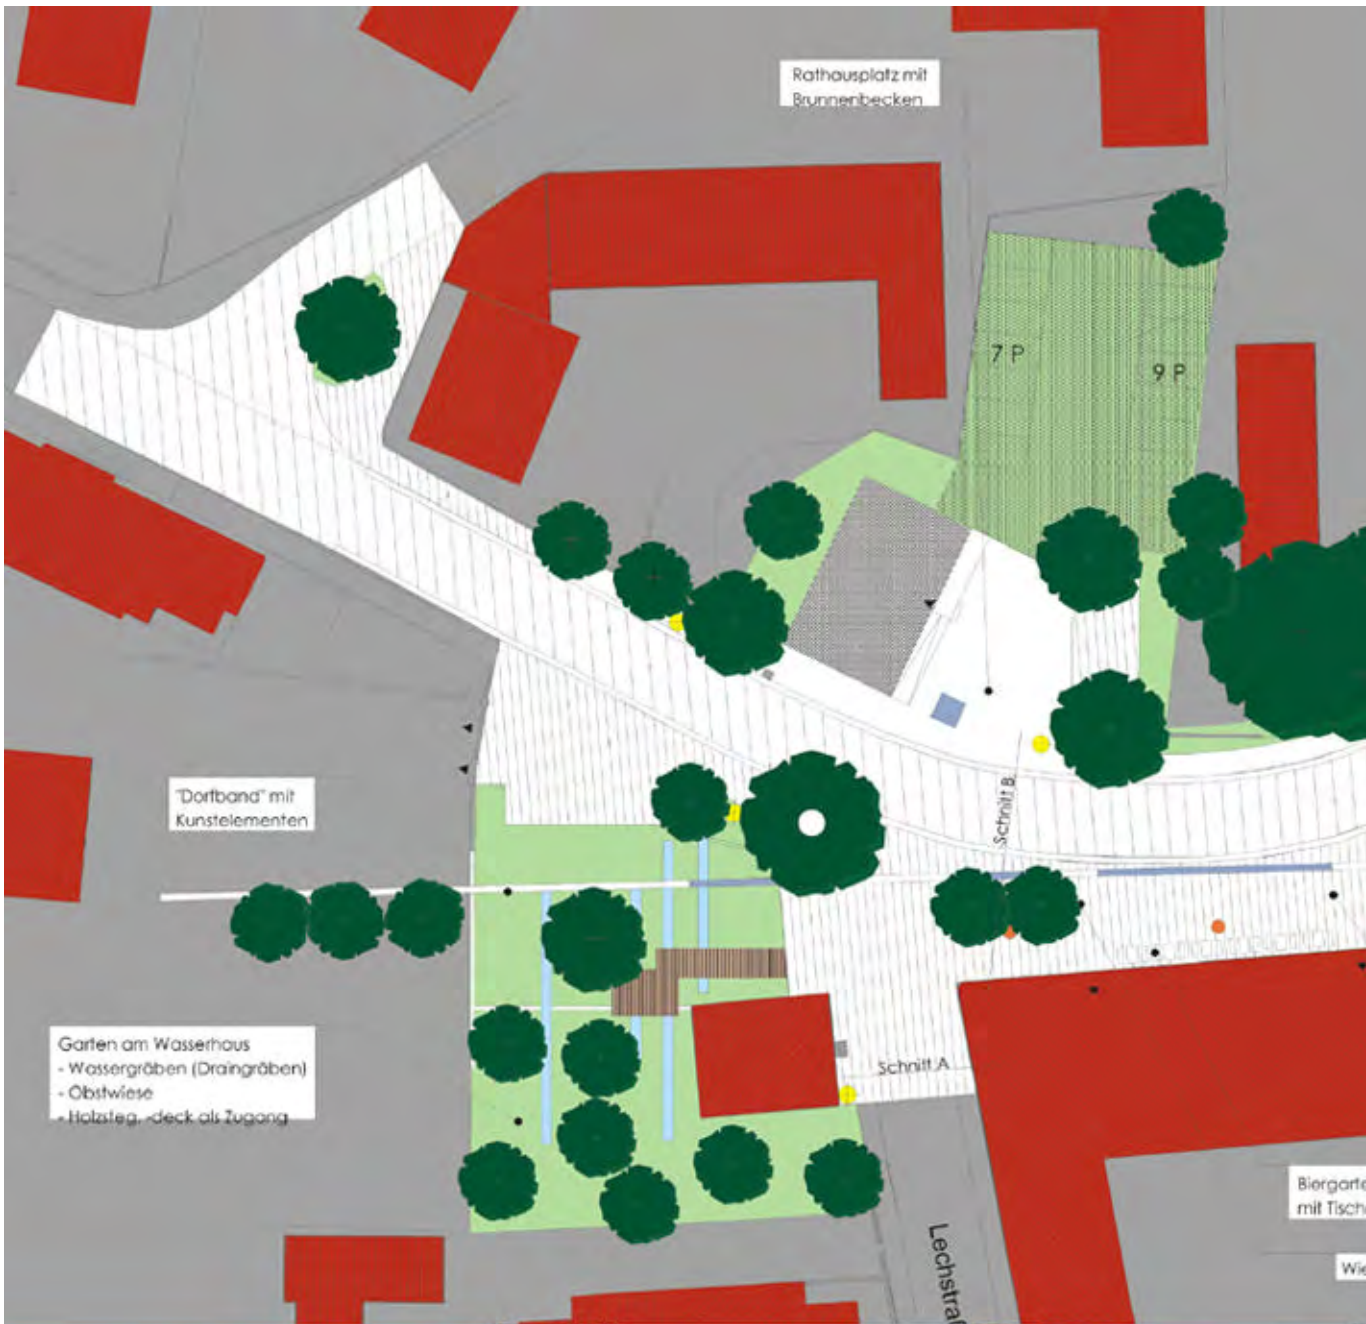 Rathausplatz mit
Brunnenbecken
7 P
9 P
Schnitt B
"Dorfband" mit
Kunstelementen
Garten am Wasserhaus
- Wassergräben (Draingräben)
- Obstwiese
- Holzsteg, -deck als Zugang
Schnitt A
Lechstraß
Biergarte
mit Tisch
Wie